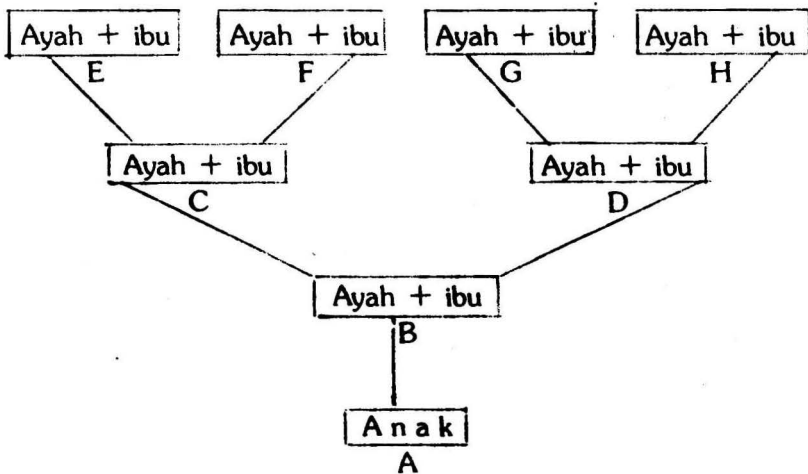 Ayah + ibu Ayah + ibu Ayah + ibu Ayah + ibu
E F G H
Ayah + ibu Ayah + ibu
C D
Ayah + ibu
B
Anak
A